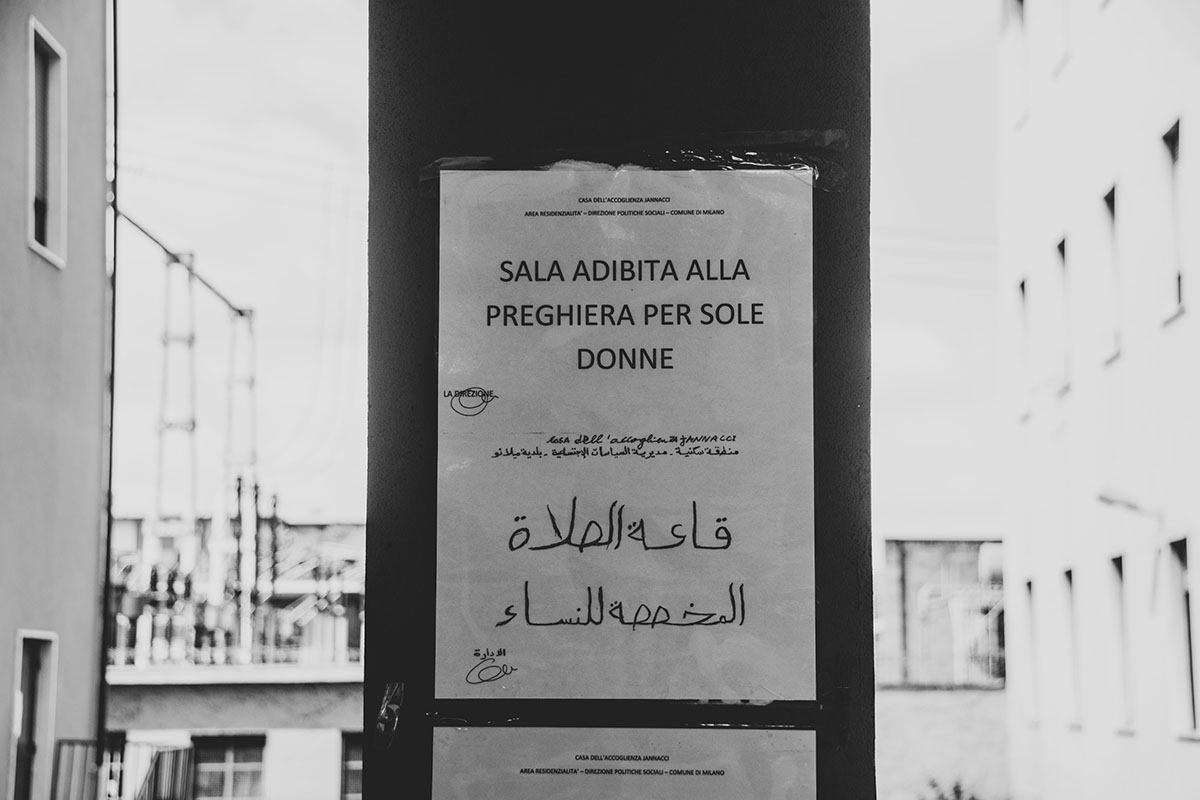 CASA DELL'ACCOGLIENZA JANNACCI
AREA RESIDENZIALITA' – DIREZIONE POLITICHE SOCIALI – COMUNE DI MILANO
SALA ADIBITA ALLA
PREGHIERA PER SOLE
DONNE
LA DIREZIONE
CASA dell'accoglienza JANNACCI
منطقة سكنية - مديرية السياسات الإجتماعية - بلدية ميلانو
قاعة الصلاة
المخصصة للنساء
الادارة
CASA DELL'ACCOGLIENZA JANNACCI
AREA RESIDENZIALITA' – DIREZIONE POLITICHE SOCIALI – COMUNE DI MILANO